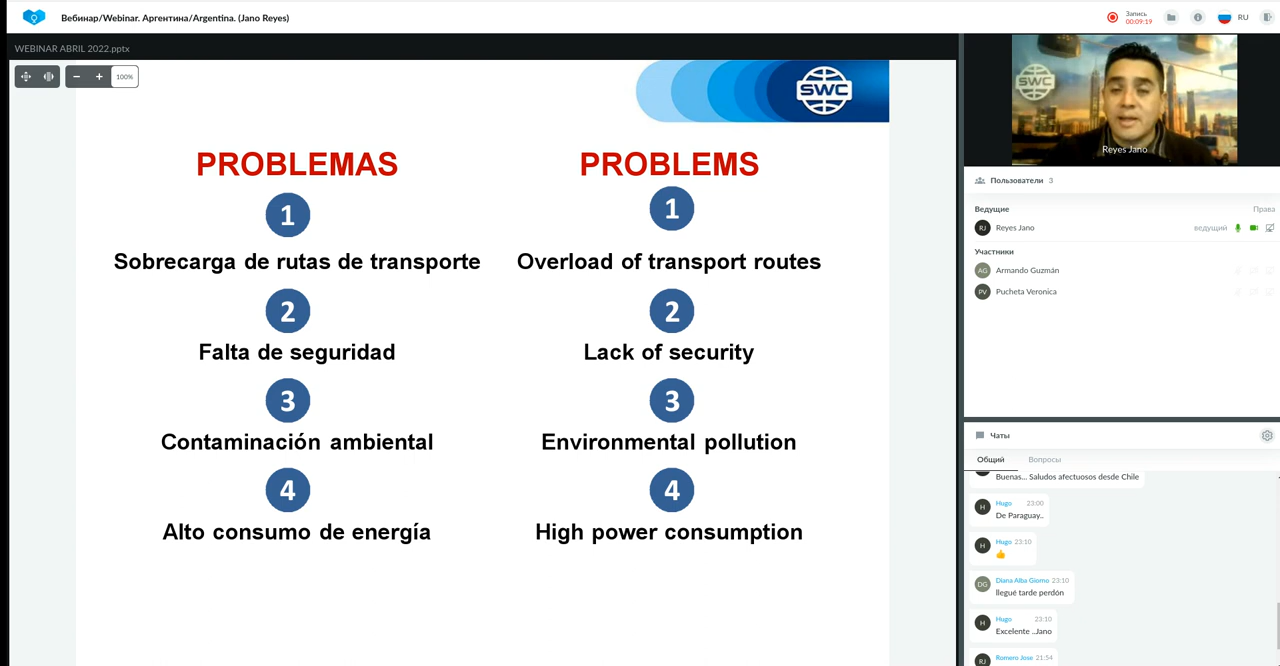 Вебинар/Webinar. Аргентина/Argentina. (Jano Reyes)
Запись
00:09:19
RU
WEBINAR ABRIL 2022.pptx
100%
SWC
PROBLEMAS
1
Sobrecarga de rutas de transporte
2
Falta de seguridad
3
Contaminación ambiental
4
Alto consumo de energía
PROBLEMS
1
Overload of transport routes
2
Lack of security
3
Environmental pollution
4
High power consumption
SWC
Reyes Jano
Пользователи 3
Ведущие Права
RJ Reyes Jano ведущий
Участники
AG Armando Guzmán
PV Pucheta Veronica
Чаты
Общий Вопросы
Buenas... Saludos afectuosos desde Chile
H Hugo 23:00
De Paraguay..
H Hugo 23:10
👍
DG Diana Alba Giorno 23:10
llegué tarde perdón
H Hugo 23:10
Excelente ..Jano
RJ Romero Jose 21:54